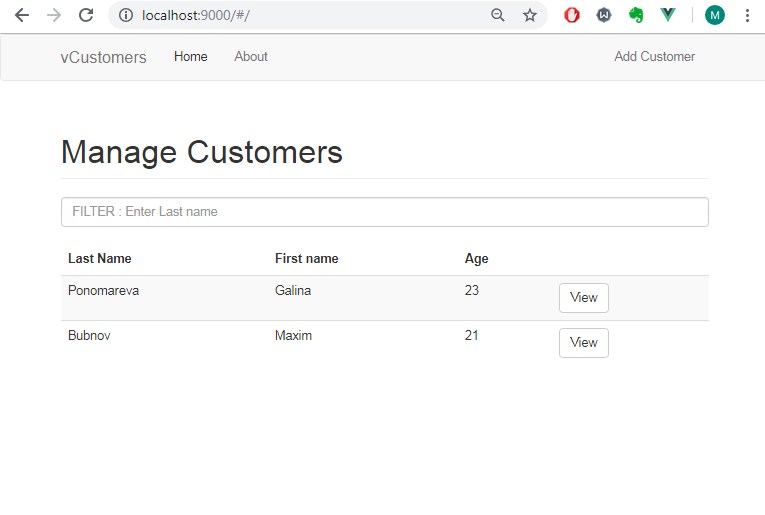 localhost:9000/#/
M
vCustomers Home About Add Customer
Manage Customers
FILTER : Enter Last name
Last Name First name Age
Ponomareva Galina 23 View
Bubnov Maxim 21 View